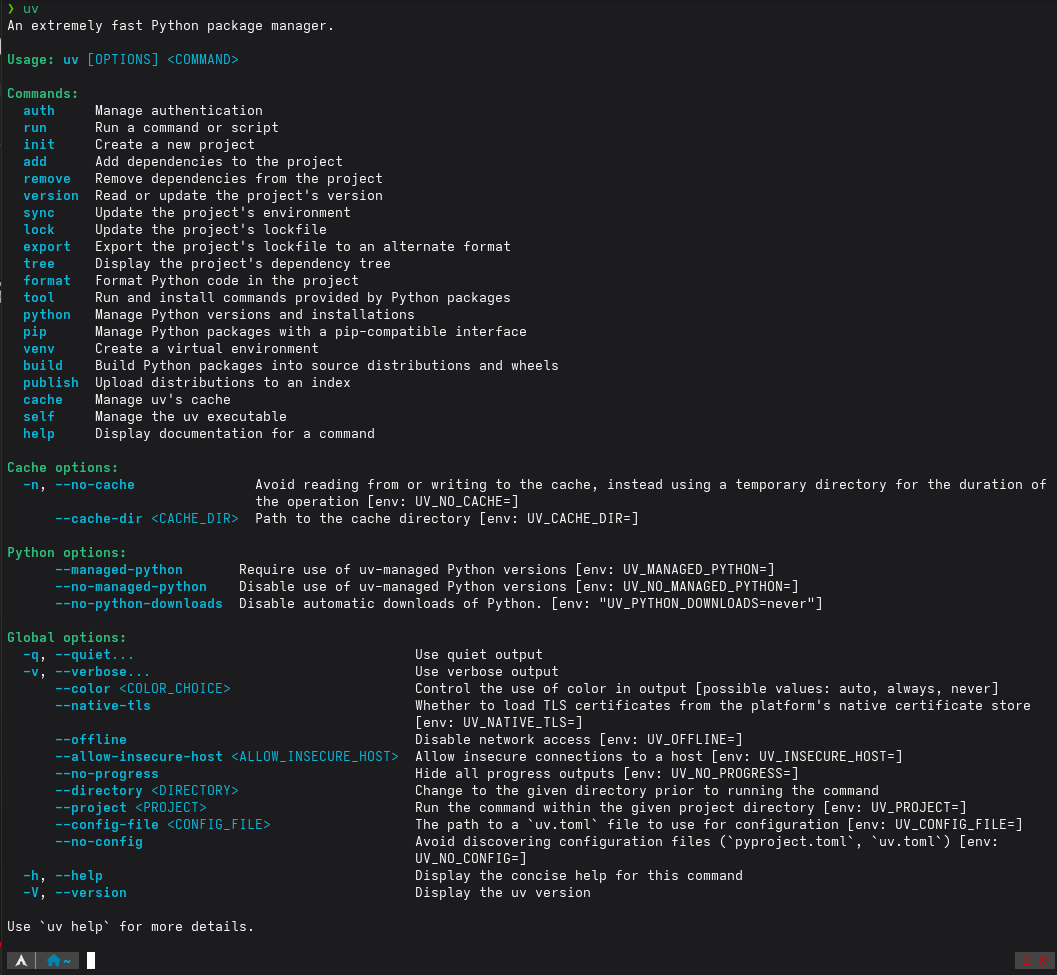 ❯ uv
An extremely fast Python package manager.

Usage: uv [OPTIONS] <COMMAND>

Commands:
  auth     Manage authentication
  run      Run a command or script
  init     Create a new project
  add      Add dependencies to the project
  remove   Remove dependencies from the project
  version  Read or update the project's version
  sync     Update the project's environment
  lock     Update the project's lockfile
  export   Export the project's lockfile to an alternate format
  tree     Display the project's dependency tree
  format   Format Python code in the project
  tool     Run and install commands provided by Python packages
  python   Manage Python versions and installations
  pip      Manage Python packages with a pip-compatible interface
  venv     Create a virtual environment
  build    Build Python packages into source distributions and wheels
  publish  Upload distributions to an index
  cache    Manage uv's cache
  self     Manage the uv executable
  help     Display documentation for a command

Cache options:
  -n, --no-cache               Avoid reading from or writing to the cache, instead using a temporary directory for the duration of
                               the operation [env: UV_NO_CACHE=]
      --cache-dir <CACHE_DIR>  Path to the cache directory [env: UV_CACHE_DIR=]

Python options:
      --managed-python       Require use of uv-managed Python versions [env: UV_MANAGED_PYTHON=]
      --no-managed-python    Disable use of uv-managed Python versions [env: UV_NO_MANAGED_PYTHON=]
      --no-python-downloads  Disable automatic downloads of Python. [env: "UV_PYTHON_DOWNLOADS=never"]

Global options:
  -q, --quiet...                                   Use quiet output
  -v, --verbose...                                 Use verbose output
      --color <COLOR_CHOICE>                       Control the use of color in output [possible values: auto, always, never]
      --native-tls                                 Whether to load TLS certificates from the platform's native certificate store
                                                   [env: UV_NATIVE_TLS=]
      --offline                                    Disable network access [env: UV_OFFLINE=]
      --allow-insecure-host <ALLOW_INSECURE_HOST>  Allow insecure connections to a host [env: UV_INSECURE_HOST=]
      --no-progress                                Hide all progress outputs [env: UV_NO_PROGRESS=]
      --directory <DIRECTORY>                      Change to the given directory prior to running the command
      --project <PROJECT>                          Run the command within the given project directory [env: UV_PROJECT=]
      --config-file <CONFIG_FILE>                  The path to a `uv.toml` file to use for configuration [env: UV_CONFIG_FILE=]
      --no-config                                  Avoid discovering configuration files (`pyproject.toml`, `uv.toml`) [env:
                                                   UV_NO_CONFIG=]
  -h, --help                                       Display the concise help for this command
  -V, --version                                    Display the uv version

Use `uv help` for more details.

~ 2 ✘